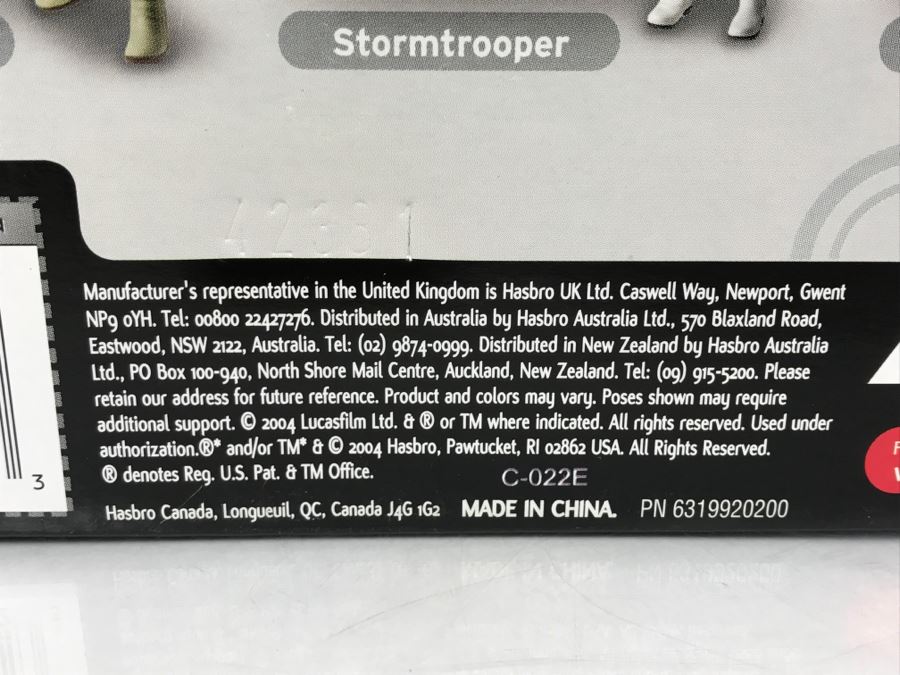 Stormtrooper
42381
Manufacturer's representative in the United Kingdom is Hasbro UK Ltd. Caswell Way, Newport, Gwent
NP9 0YH. Tel: 00800 22427276. Distributed in Australia by Hasbro Australia Ltd., 570 Blaxland Road,
Eastwood, NSW 2122, Australia. Tel: (02) 9874-0999. Distributed in New Zealand by Hasbro Australia
Ltd., PO Box 100-940, North Shore Mail Centre, Auckland, New Zealand. Tel: (09) 915-5200. Please
retain our address for future reference. Product and colors may vary. Poses shown may require
additional support. © 2004 Lucasfilm Ltd. & ® or TM where indicated. All rights reserved. Used under
authorization.®* and/or TM* & © 2004 Hasbro, Pawtucket, RI 02862 USA. All Rights Reserved.
® denotes Reg. U.S. Pat. & TM Office.
C-022E
3
Hasbro Canada, Longueuil, QC, Canada J4G 1G2 MADE IN CHINA. PN 6319920200